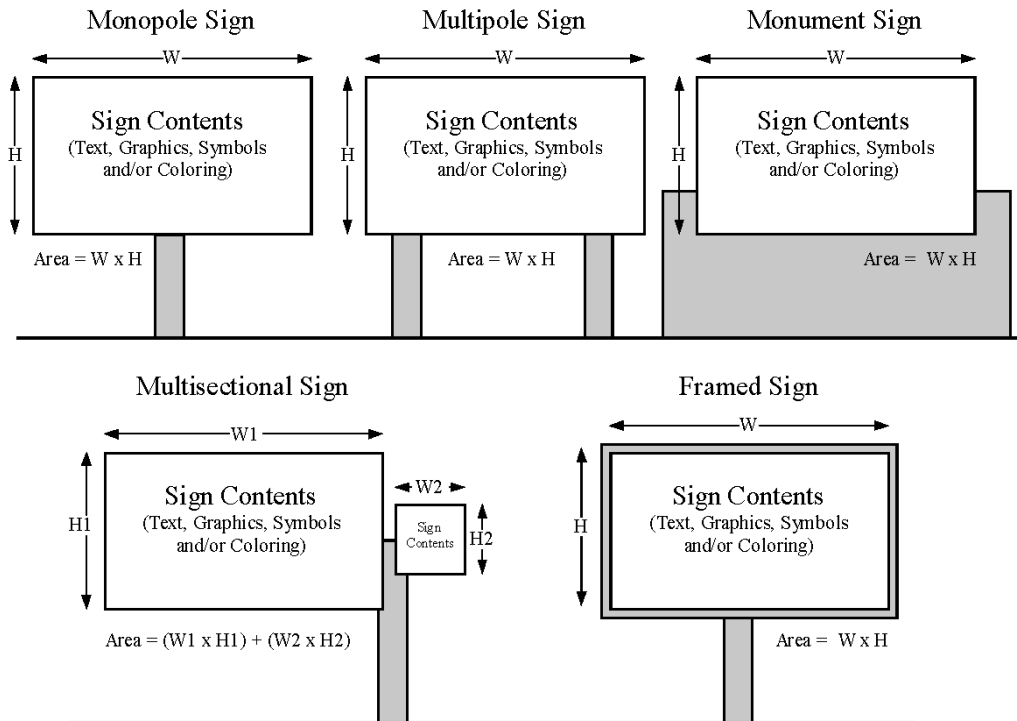 Monopole Sign
Multipole Sign
Monument Sign
W
W
W
H
Sign Contents
(Text, Graphics, Symbols
and/or Coloring)
H
Sign Contents
(Text, Graphics, Symbols
and/or Coloring)
H
Sign Contents
(Text, Graphics, Symbols
and/or Coloring)
Area = W x H
Area = W x H
Area = W x H
Multisectional Sign
Framed Sign
W1
W
H1
Sign Contents
(Text, Graphics, Symbols
and/or Coloring)
W2
Sign
Contents
H2
H
Sign Contents
(Text, Graphics, Symbols
and/or Coloring)
Area = (W1 x H1) + (W2 x H2)
Area = W x H